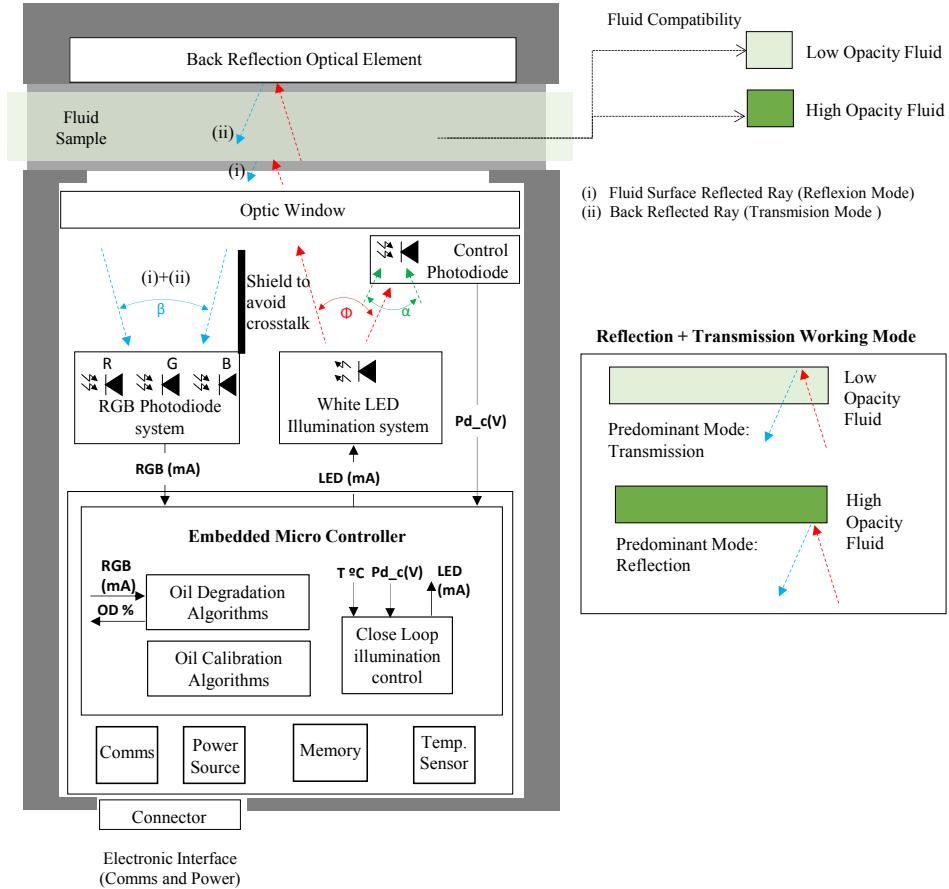 Back Reflection Optical Element
Fluid
Sample
(ii)
(i)
Optic Window
Control
Photodiode
(i)+(ii)
β
Shield to
avoid
crosstalk
Φ
α
R G B
RGB Photodiode
system
White LED
Illumination system
Pd_c(V)
RGB (mA)
LED (mA)
Embedded Micro Controller
RGB
(mA)
OD %
Oil Degradation
Algorithms
Oil Calibration
Algorithms
T ºC Pd_c(V) LED
(mA)
Close Loop
illumination
control
Comms
Power
Source
Memory
Temp.
Sensor
Connector
Electronic Interface
(Comms and Power)
Fluid Compatibility
Low Opacity Fluid
High Opacity Fluid
(i) Fluid Surface Reflected Ray (Reflexion Mode)
(ii) Back Reflected Ray (Transmision Mode )
Reflection + Transmission Working Mode
Low
Opacity
Fluid
Predominant Mode:
Transmission
High
Opacity
Fluid
Predominant Mode:
Reflection